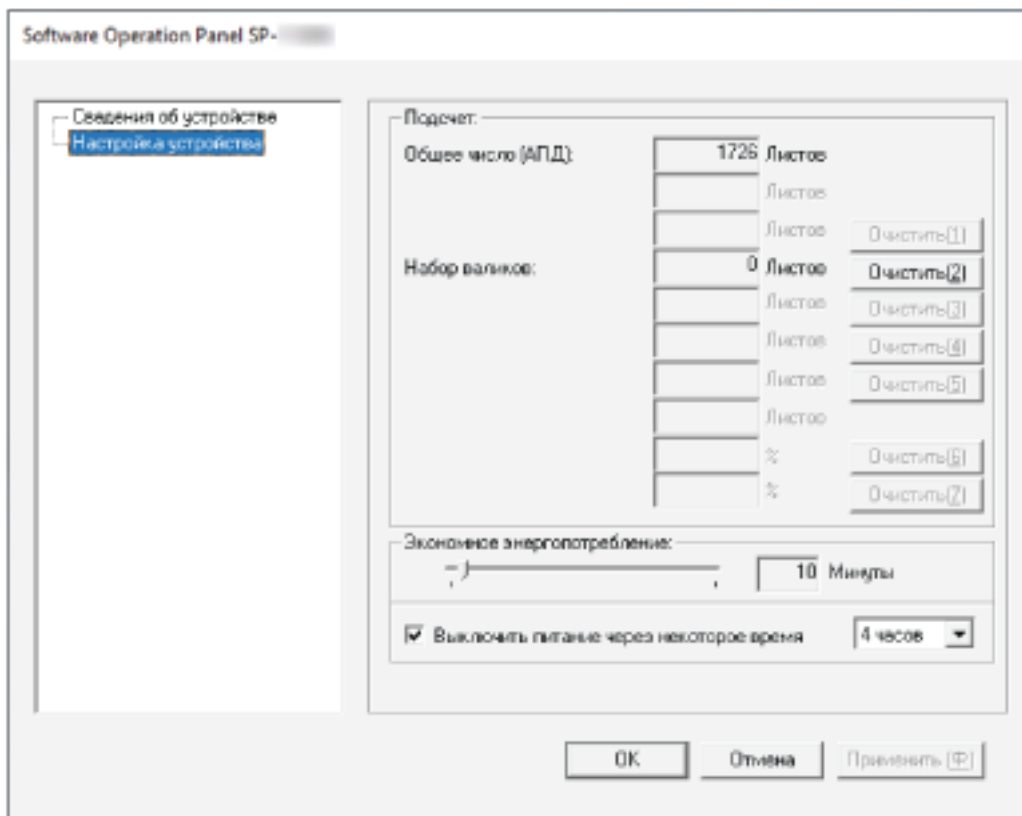 Software Operation Panel SP-
Сведения об устройстве
Настройка устройства
Подсчет:
Общее число (АПД): 1726 Листов
Листов
Листов Очистить(1)
Набор валиков: 0 Листов Очистить(2)
Листов Очистить(3)
Листов Очистить(4)
Листов Очистить(5)
Листов
% Очистить(6)
% Очистить(7)
Экономное энергопотребление:
10 Минуты
Выключить питание через некоторое время 4 часов
OK Отмена Применить (Ф)